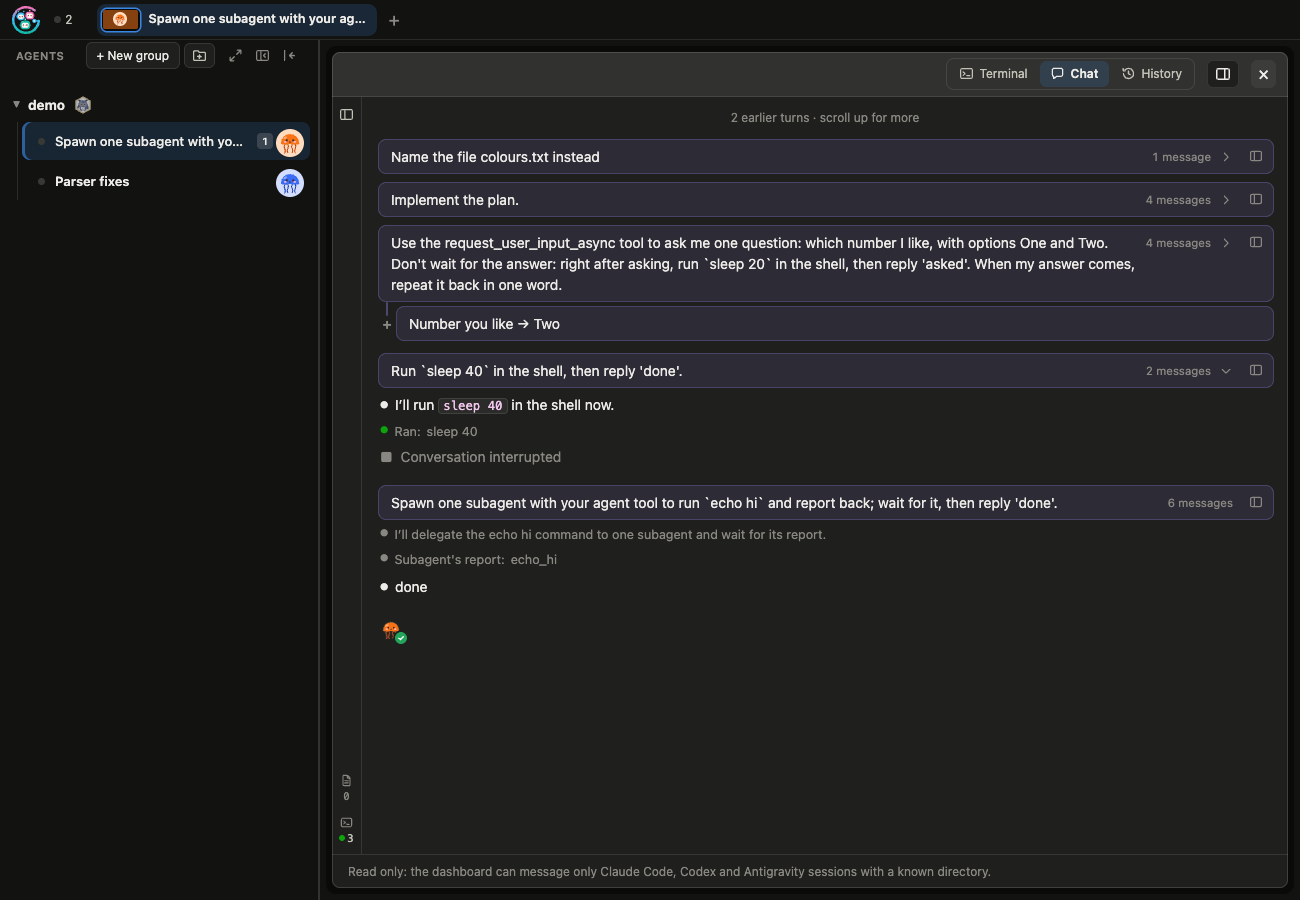 2
Spawn one subagent with your ag...
AGENTS
+ New group
Terminal
Chat
History
demo
Spawn one subagent with yo...
1
Parser fixes
2 earlier turns · scroll up for more
Name the file colours.txt instead
1 message
Implement the plan.
4 messages
Use the request_user_input_async tool to ask me one question: which number I like, with options One and Two.
4 messages
Don't wait for the answer: right after asking, run `sleep 20` in the shell, then reply 'asked'. When my answer comes,
repeat it back in one word.
Number you like → Two
Run `sleep 40` in the shell, then reply 'done'.
2 messages
I'll run sleep 40 in the shell now.
Ran: sleep 40
Conversation interrupted
Spawn one subagent with your agent tool to run `echo hi` and report back; wait for it, then reply 'done'.
6 messages
I'll delegate the echo hi command to one subagent and wait for its report.
Subagent's report: echo_hi
done
0
3
Read only: the dashboard can message only Claude Code, Codex and Antigravity sessions with a known directory.